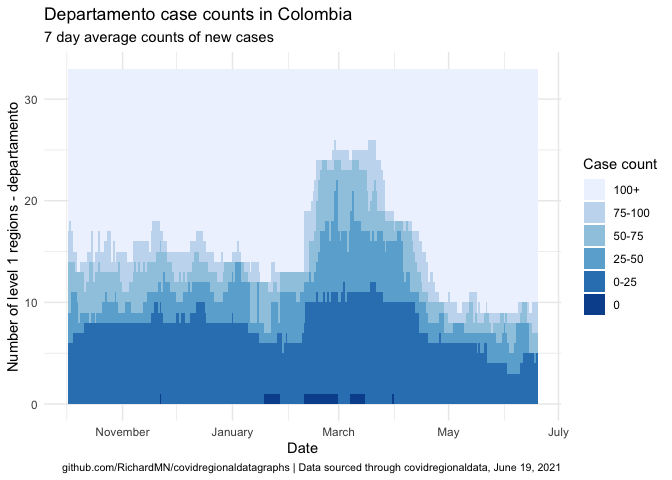 Departamento case counts in Colombia
7 day average counts of new cases
Number of level 1 regions - departamento
30
20
10
0
November
January
March
May
July
Date
Case count
100+
75-100
50-75
25-50
0-25
0
github.com/RichardMN/covidregionaldatagraphs | Data sourced through covidregionaldata, June 19, 2021